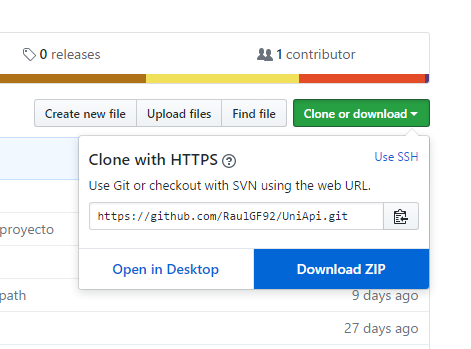 0 releases
1 contributor
Create new file
Upload files
Find file
Clone or download
Clone with HTTPS
Use SSH
Use Git or checkout with SVN using the web URL.
https://github.com/RaulGF92/UniApi.git
proyecto
Open in Desktop
Download ZIP
path
9 days ago
27 days ago